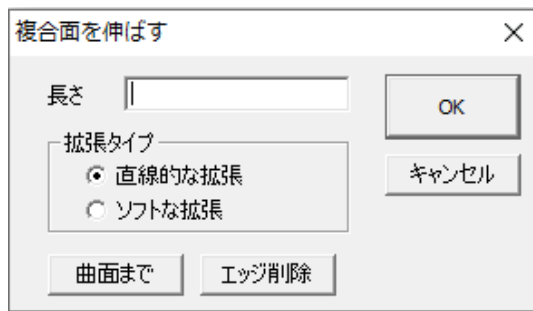 複合面を伸ばす
長さ
OK
拡張タイプ
直線的な拡張
キャンセル
ソフトな拡張
曲面まで
エッジ削除